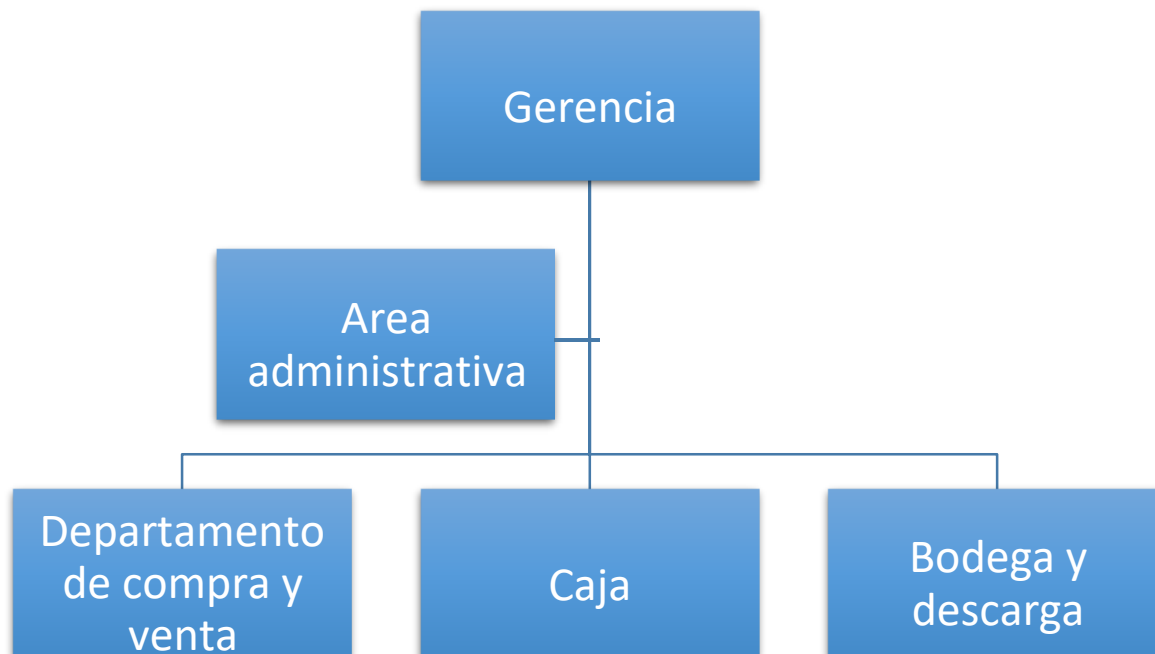 Gerencia
Area
administrativa
Departamento
de compra y
venta
Caja
Bodega y
descarga